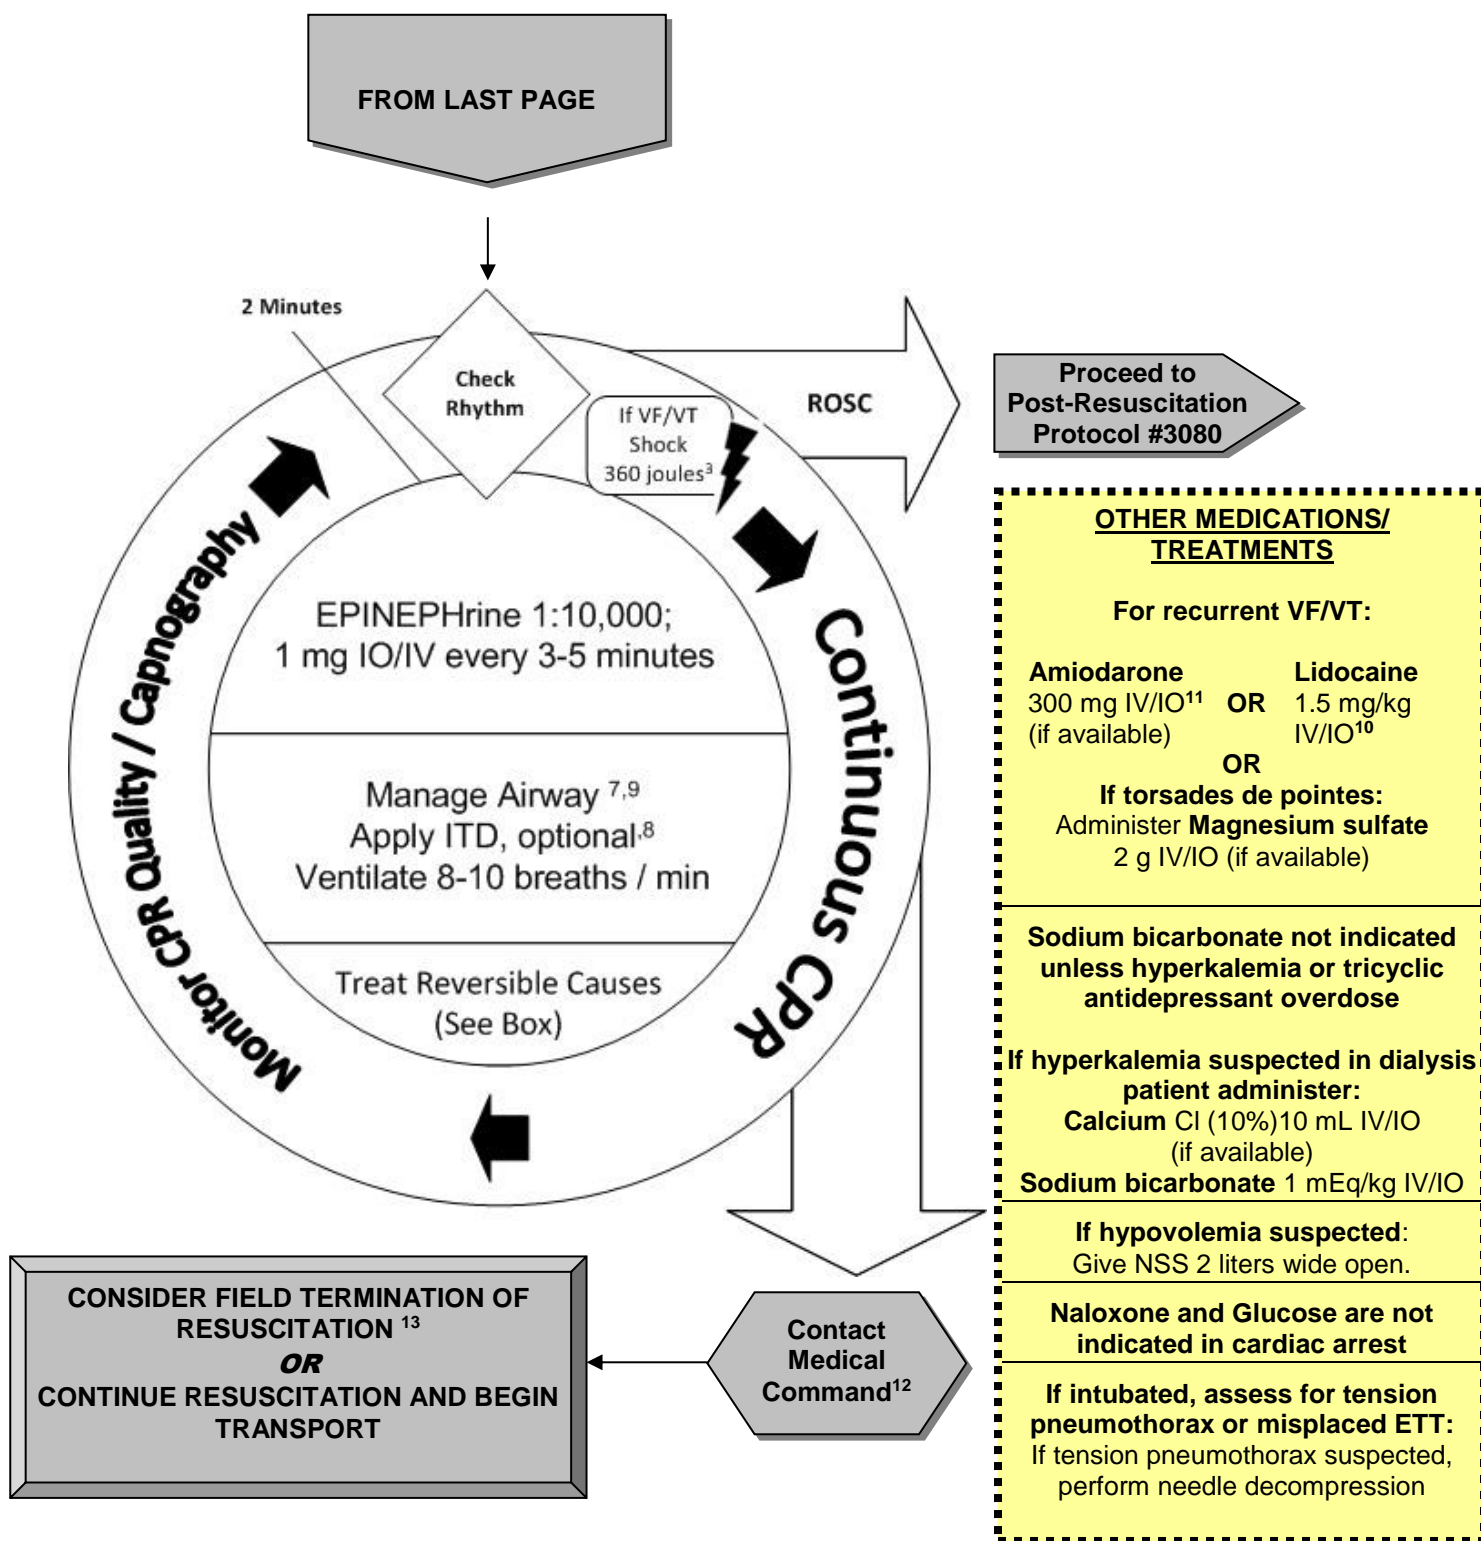 FROM LAST PAGE
2 Minutes
Check
Rhythm
If VF/VT
Shock
360 joules³
ROSC
Proceed to
Post-Resuscitation
Protocol #3080
Monitor CPR Quality / Capnography
Continuous CPR
EPINEPHrine 1:10,000;
1 mg IO/IV every 3-5 minutes
Manage Airway ⁷,⁹
Apply ITD, optional.⁸
Ventilate 8-10 breaths / min
Treat Reversible Causes
(See Box)
OTHER MEDICATIONS/
TREATMENTS
For recurrent VF/VT:
Amiodarone Lidocaine
300 mg IV/IO¹¹ OR 1.5 mg/kg
(if available) IV/IO¹⁰
OR
If torsades de pointes:
Administer Magnesium sulfate
2 g IV/IO (if available)
Sodium bicarbonate not indicated
unless hyperkalemia or tricyclic
antidepressant overdose
If hyperkalemia suspected in dialysis
patient administer:
Calcium Cl (10%)10 mL IV/IO
(if available)
Sodium bicarbonate 1 mEq/kg IV/IO
If hypovolemia suspected:
Give NSS 2 liters wide open.
Naloxone and Glucose are not
indicated in cardiac arrest
If intubated, assess for tension
pneumothorax or misplaced ETT:
If tension pneumothorax suspected,
perform needle decompression
Contact
Medical
Command¹²
CONSIDER FIELD TERMINATION OF
RESUSCITATION ¹³
OR
CONTINUE RESUSCITATION AND BEGIN
TRANSPORT